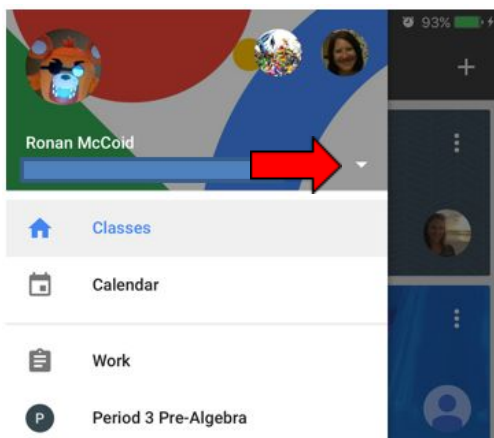 93%
Ronan McCoid
Classes
Calendar
Work
P
Period 3 Pre-Algebra